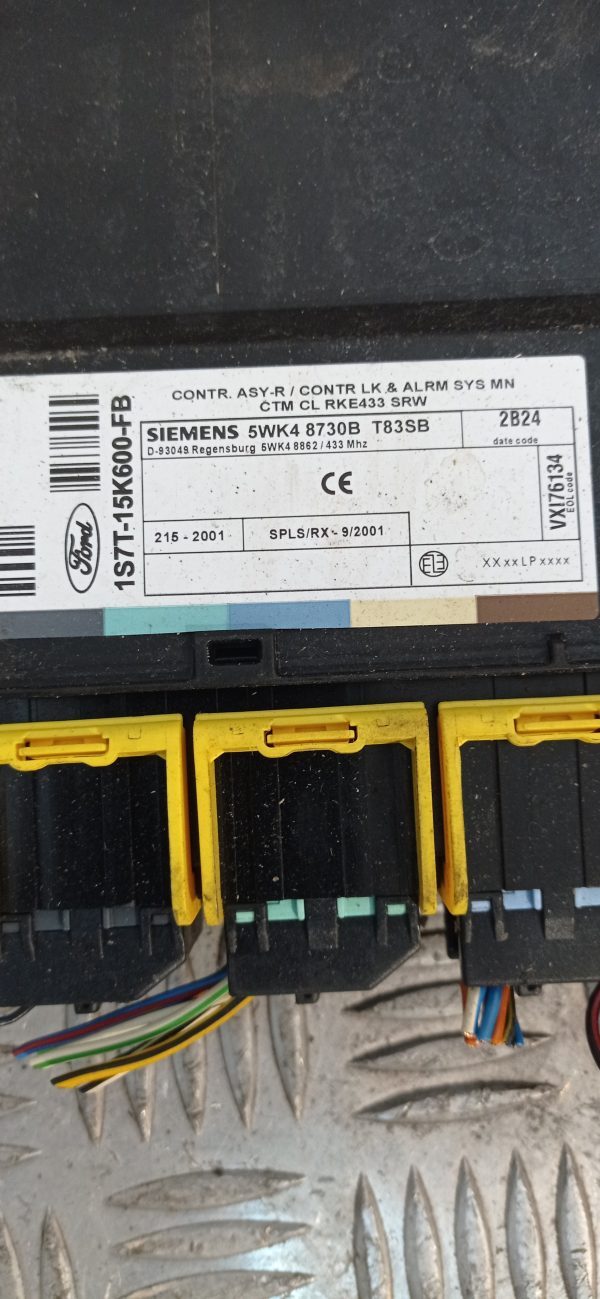 CONTR. ASY-R / CONTR LK & ALRM SYS MN
CTM CL RKE433 SRW
SIEMENS 5WK4 8730B T83SB
D-93049 Regensburg 5WK4 8862 / 433 Mhz
2B24
date code
CE
VXI76134
EOL code
215 - 2001
SPLS/RX - 9/2001
E13
XXxxLPxxxx
Ford
1S7T-15K600-FB